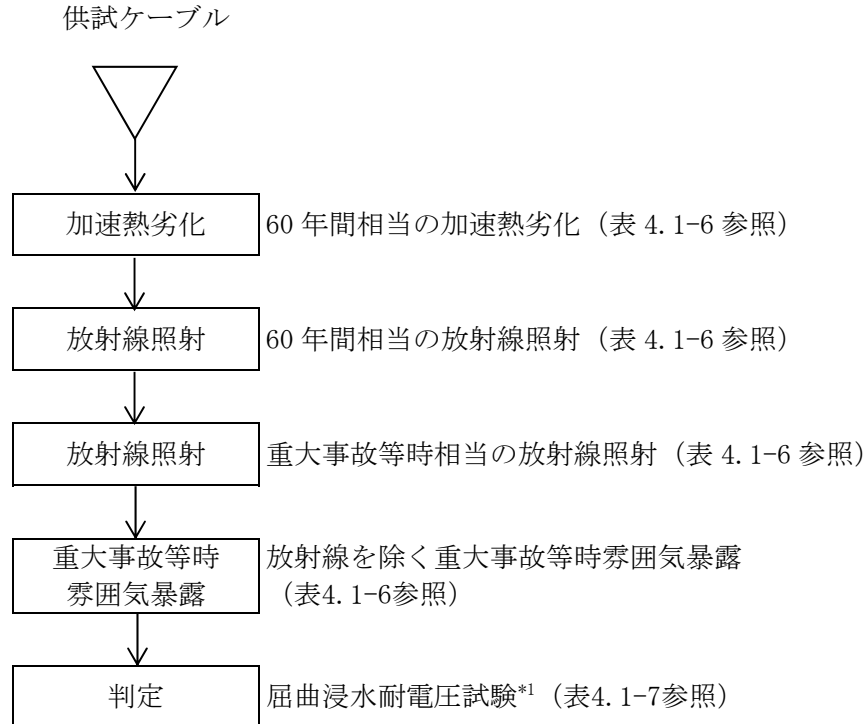 供試ケーブル
加速熱劣化 60 年間相当の加速熱劣化（表 4.1-6 参照）
放射線照射 60 年間相当の放射線照射（表 4.1-6 参照）
放射線照射 重大事故等時相当の放射線照射（表 4.1-6 参照）
重大事故等時
雰囲気暴露
放射線を除く重大事故等時雰囲気暴露
（表4.1-6参照）
判定 屈曲浸水耐電圧試験*1（表4.1-7参照）